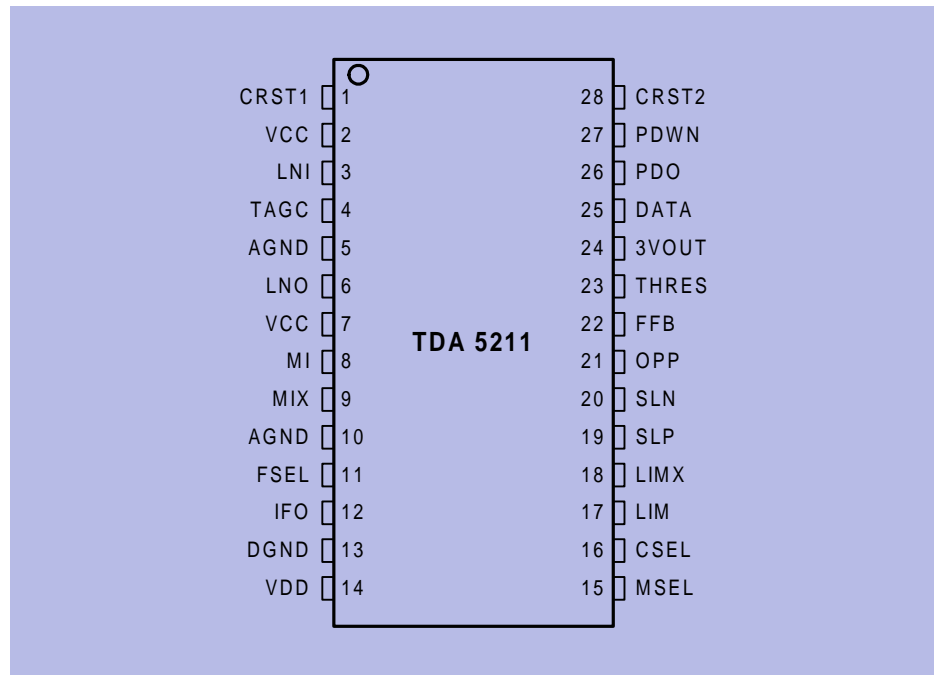 CRST1 1 28 CRST2
VCC 2 27 PDWN
LNI 3 26 PDO
TAGC 4 25 DATA
AGND 5 24 3VOUT
LNO 6 23 THRES
VCC 7 22 FFB
TDA 5211
MI 8 21 OPP
MIX 9 20 SLN
AGND 10 19 SLP
FSEL 11 18 LIMX
IFO 12 17 LIM
DGND 13 16 CSEL
VDD 14 15 MSEL